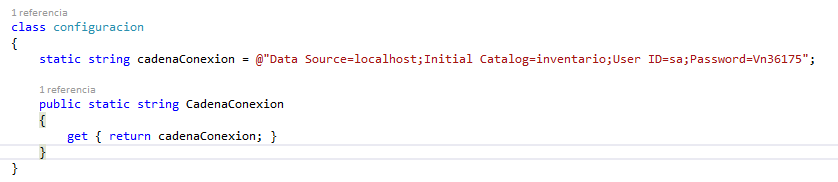 1 referencia
class configuracion
{
static string cadenaConexion = @"Data Source=localhost;Initial Catalog=inventario;User ID=sa;Password=Vn36175";
1 referencia
public static string CadenaConexion
{
get { return cadenaConexion; }
}
}